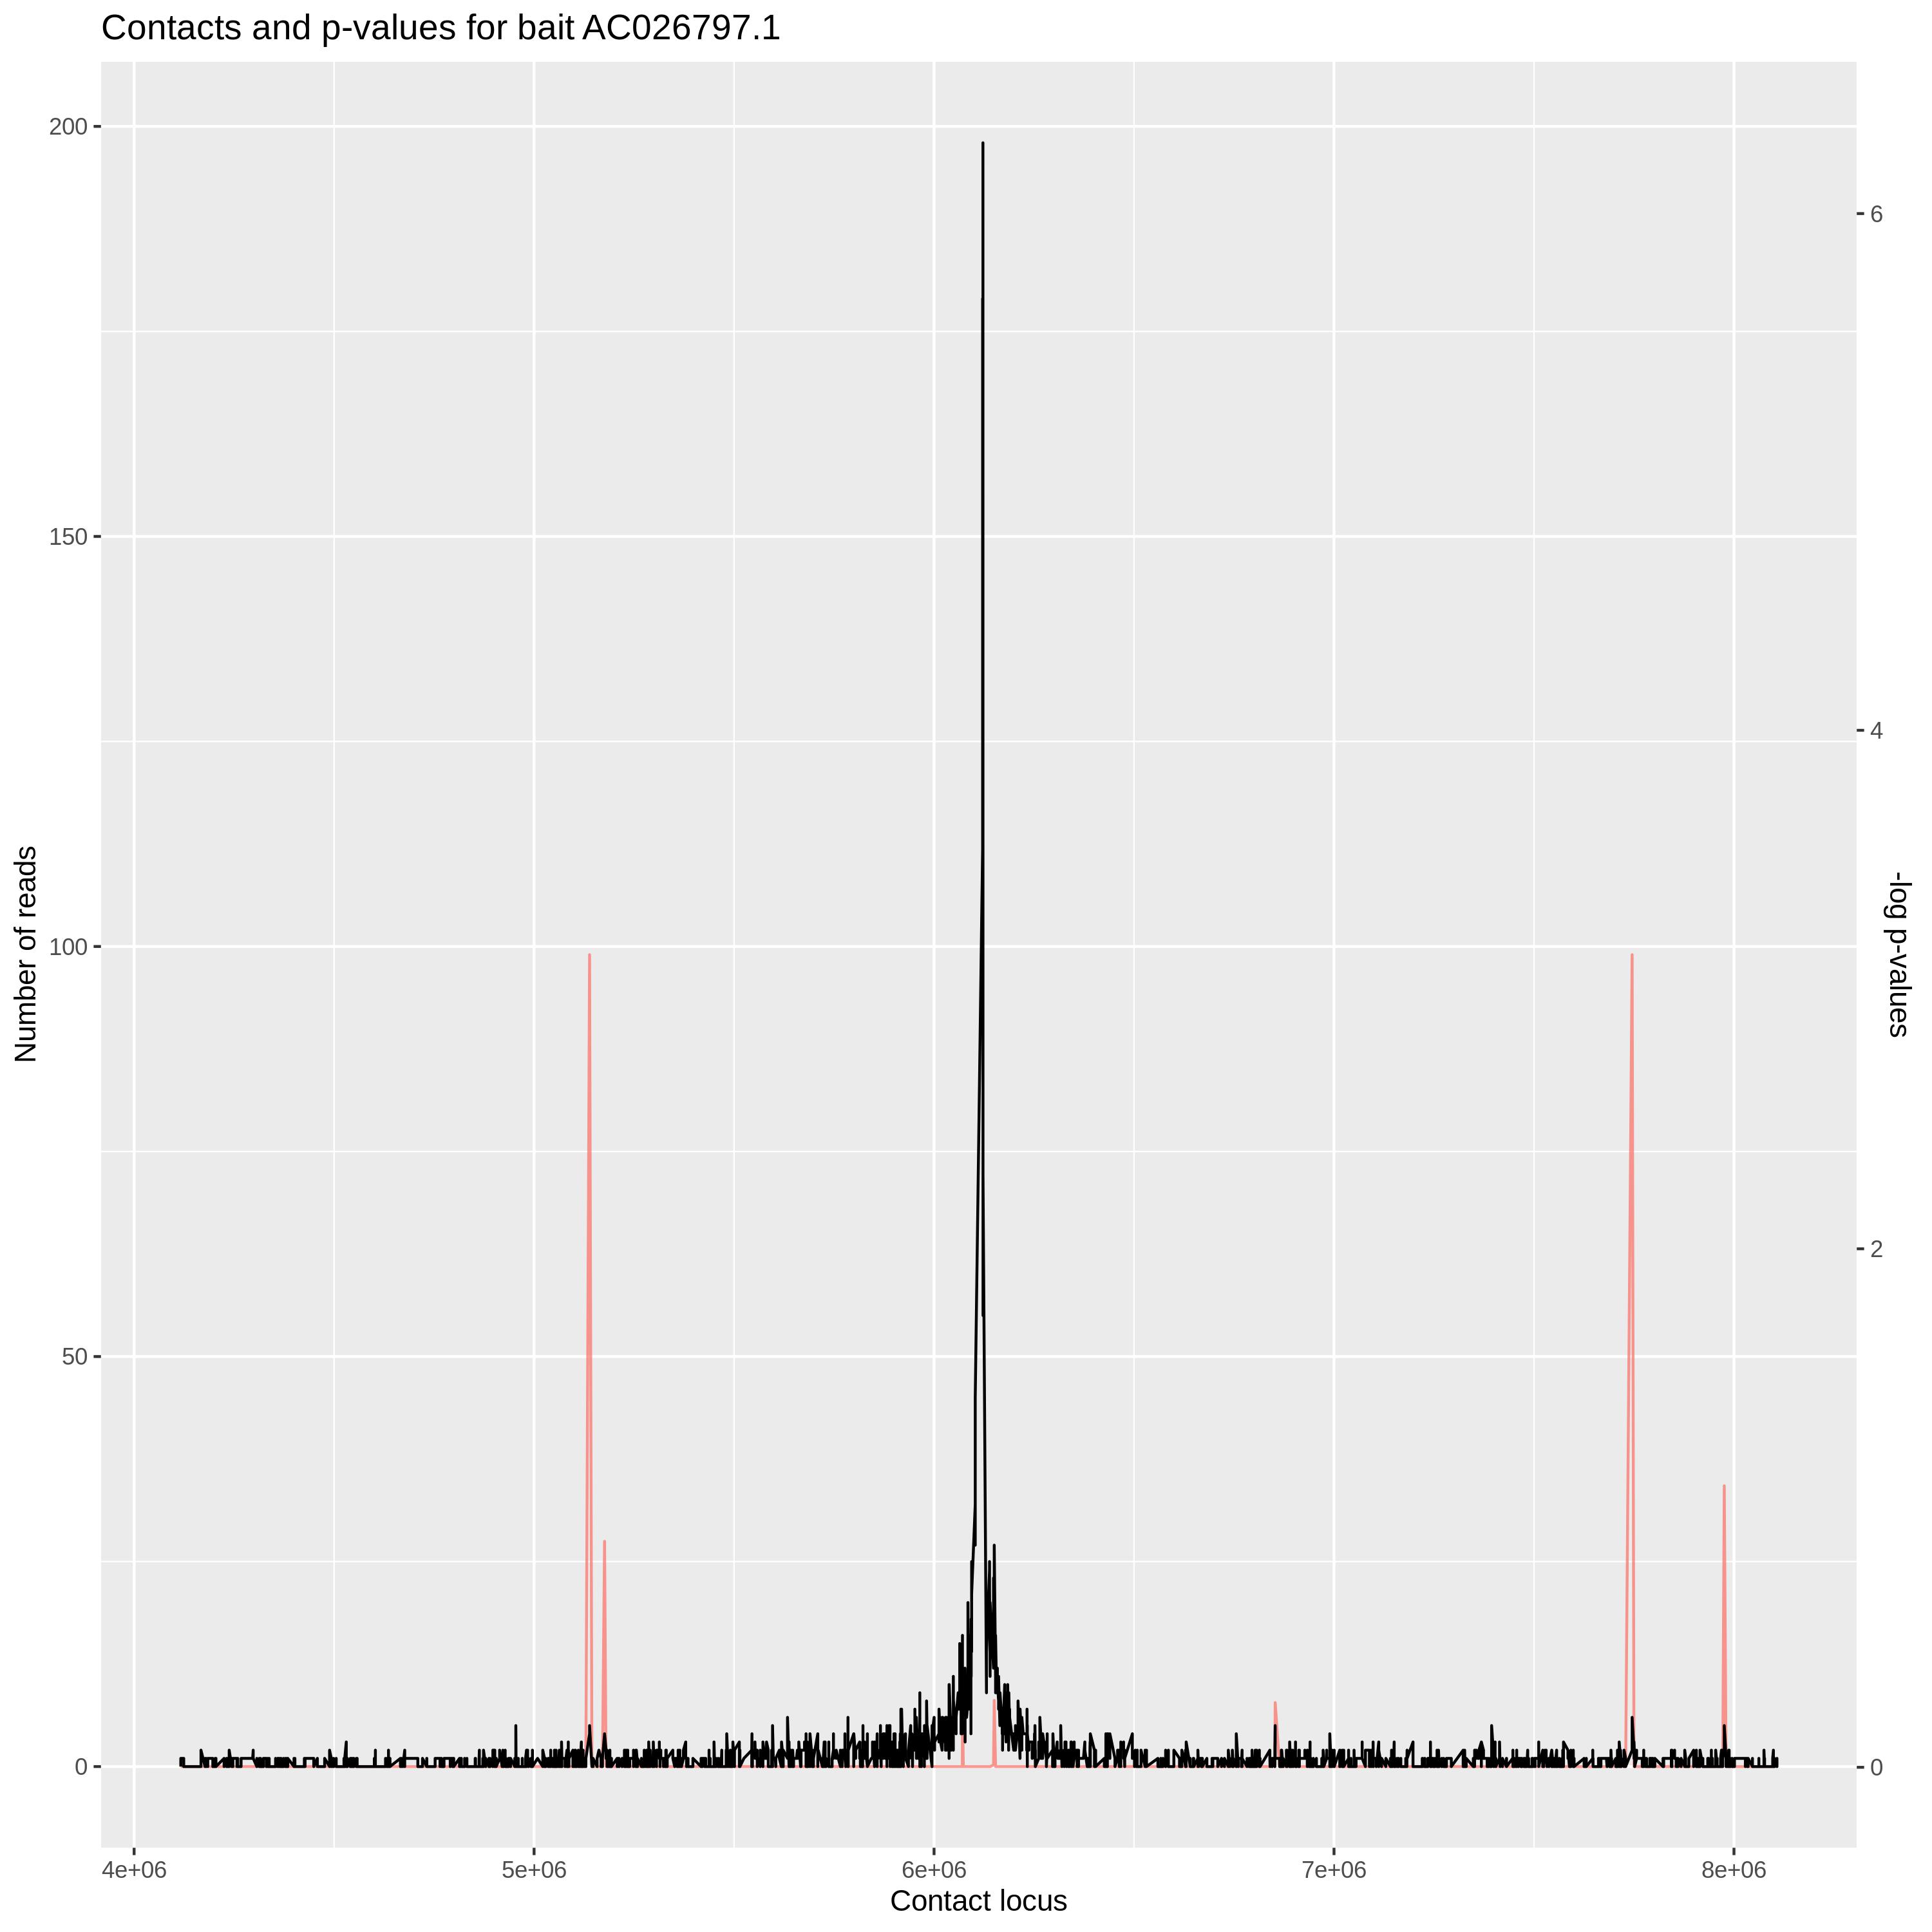 Contacts and p-values for bait AC026797.1
200
150
100
50
0
Number of reads
6
4
2
0
-log p-values
4e+06
5e+06
6e+06
7e+06
8e+06
Contact locus